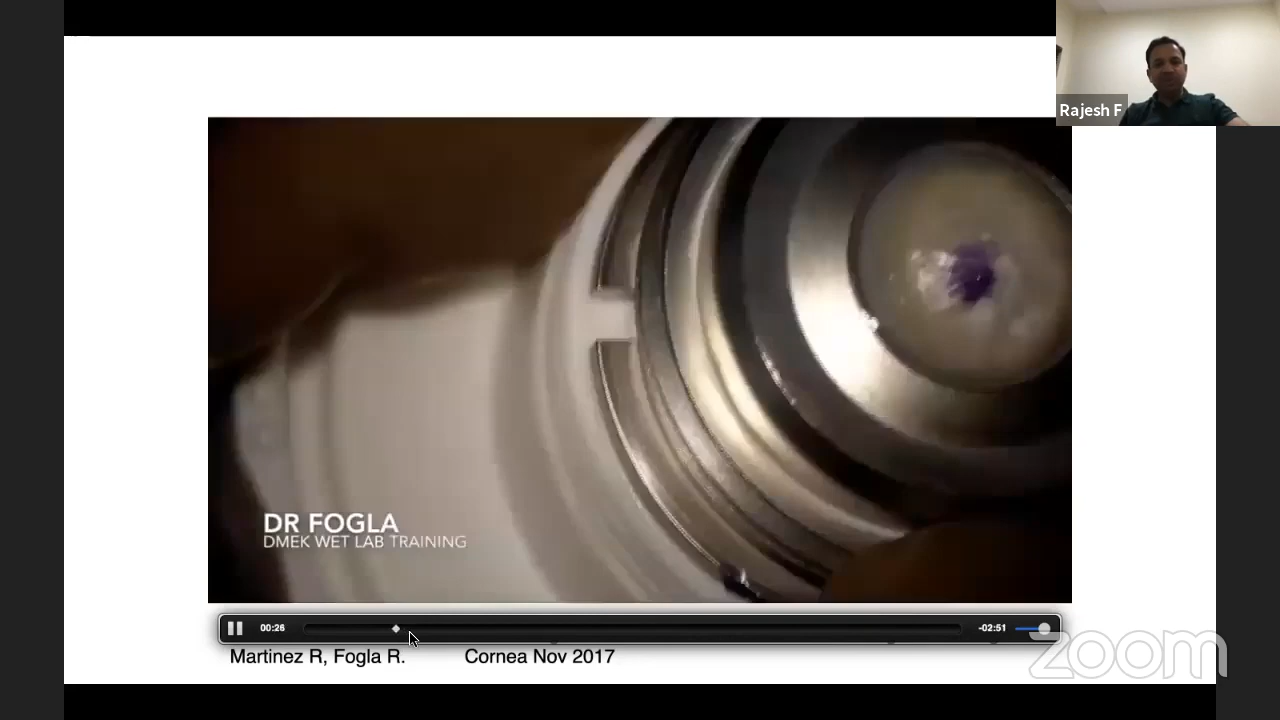 Rajesh F
DR FOGLA
DMEK WET LAB TRAINING
00:26
-02:51
Martinez R, Fogla R. Cornea Nov 2017
zoom